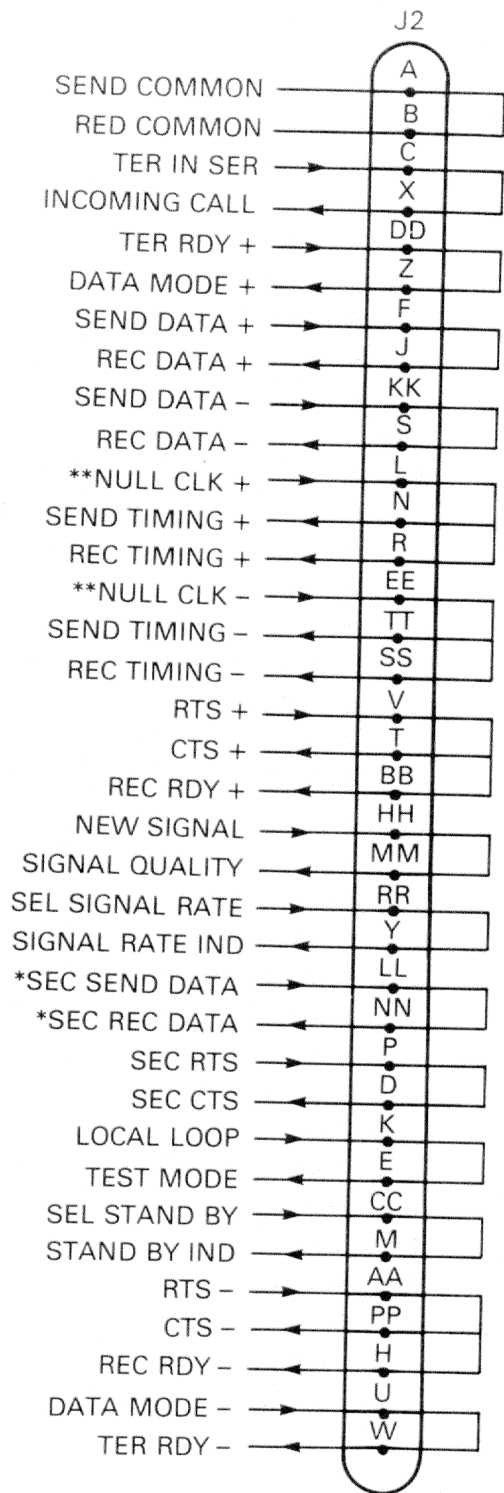 J2
A
SEND COMMON
B
RED COMMON
C
TER IN SER
X
INCOMING CALL
DD
TER RDY +
Z
DATA MODE +
F
SEND DATA +
J
REC DATA +
KK
SEND DATA –
S
REC DATA –
L
**NULL CLK +
N
SEND TIMING +
R
REC TIMING +
EE
**NULL CLK –
TT
SEND TIMING –
SS
REC TIMING –
V
RTS +
T
CTS +
BB
REC RDY +
HH
NEW SIGNAL
MM
SIGNAL QUALITY
RR
SEL SIGNAL RATE
Y
SIGNAL RATE IND
LL
*SEC SEND DATA
NN
*SEC REC DATA
P
SEC RTS
D
SEC CTS
K
LOCAL LOOP
E
TEST MODE
CC
SEL STAND BY
M
STAND BY IND
AA
RTS –
PP
CTS –
H
REC RDY –
U
DATA MODE –
W
TER RDY –